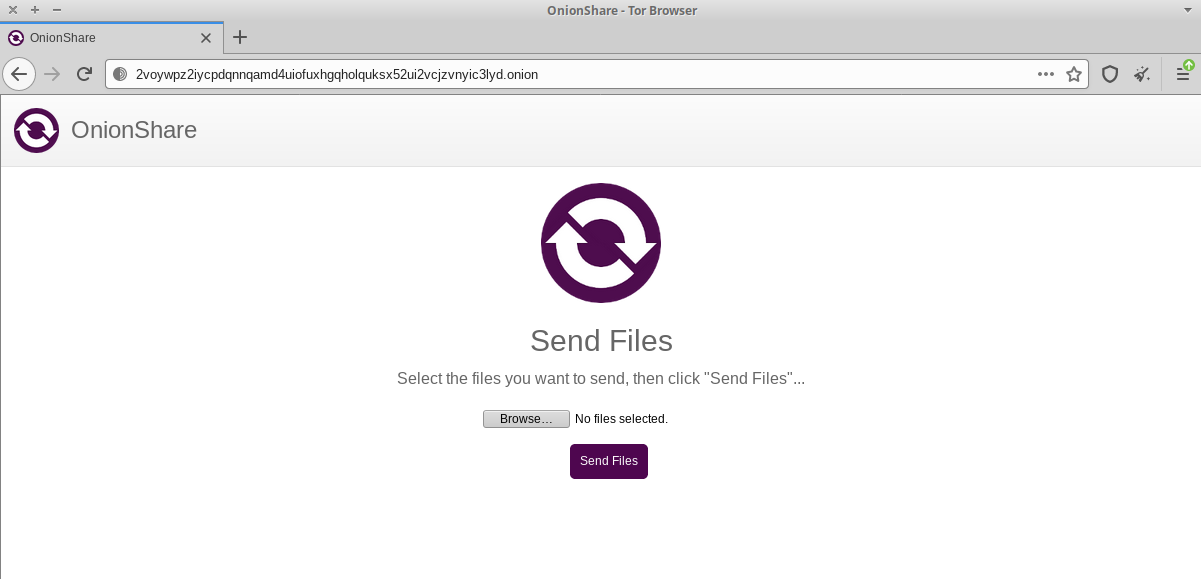 OnionShare - Tor Browser
OnionShare
2voywpz2iycpdqnnqamd4uiofuxhgqholquksx52ui2vcjzvnyic3lyd.onion
OnionShare
Send Files
Select the files you want to send, then click "Send Files"...
Browse… No files selected.
Send Files